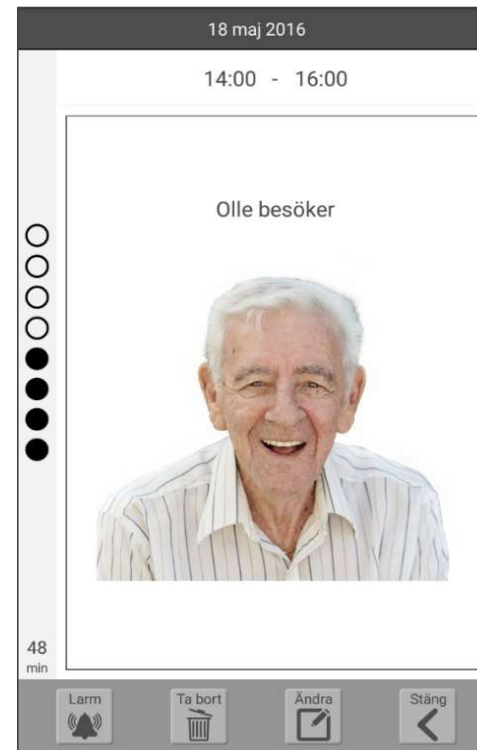 18 maj 2016
14:00 - 16:00
Olle besöker
48
min
Larm
Ta bort
Ändra
Stäng